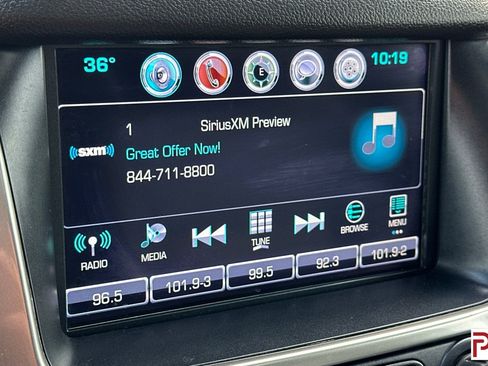 36°
E
10:19
1
SiriusXM Preview
((sxm))
Great Offer Now!
844-711-8800
RADIO
MEDIA
TUNE
BROWSE
MENU
96.5
101.9-3
99.5
92.3
101.9-2
P